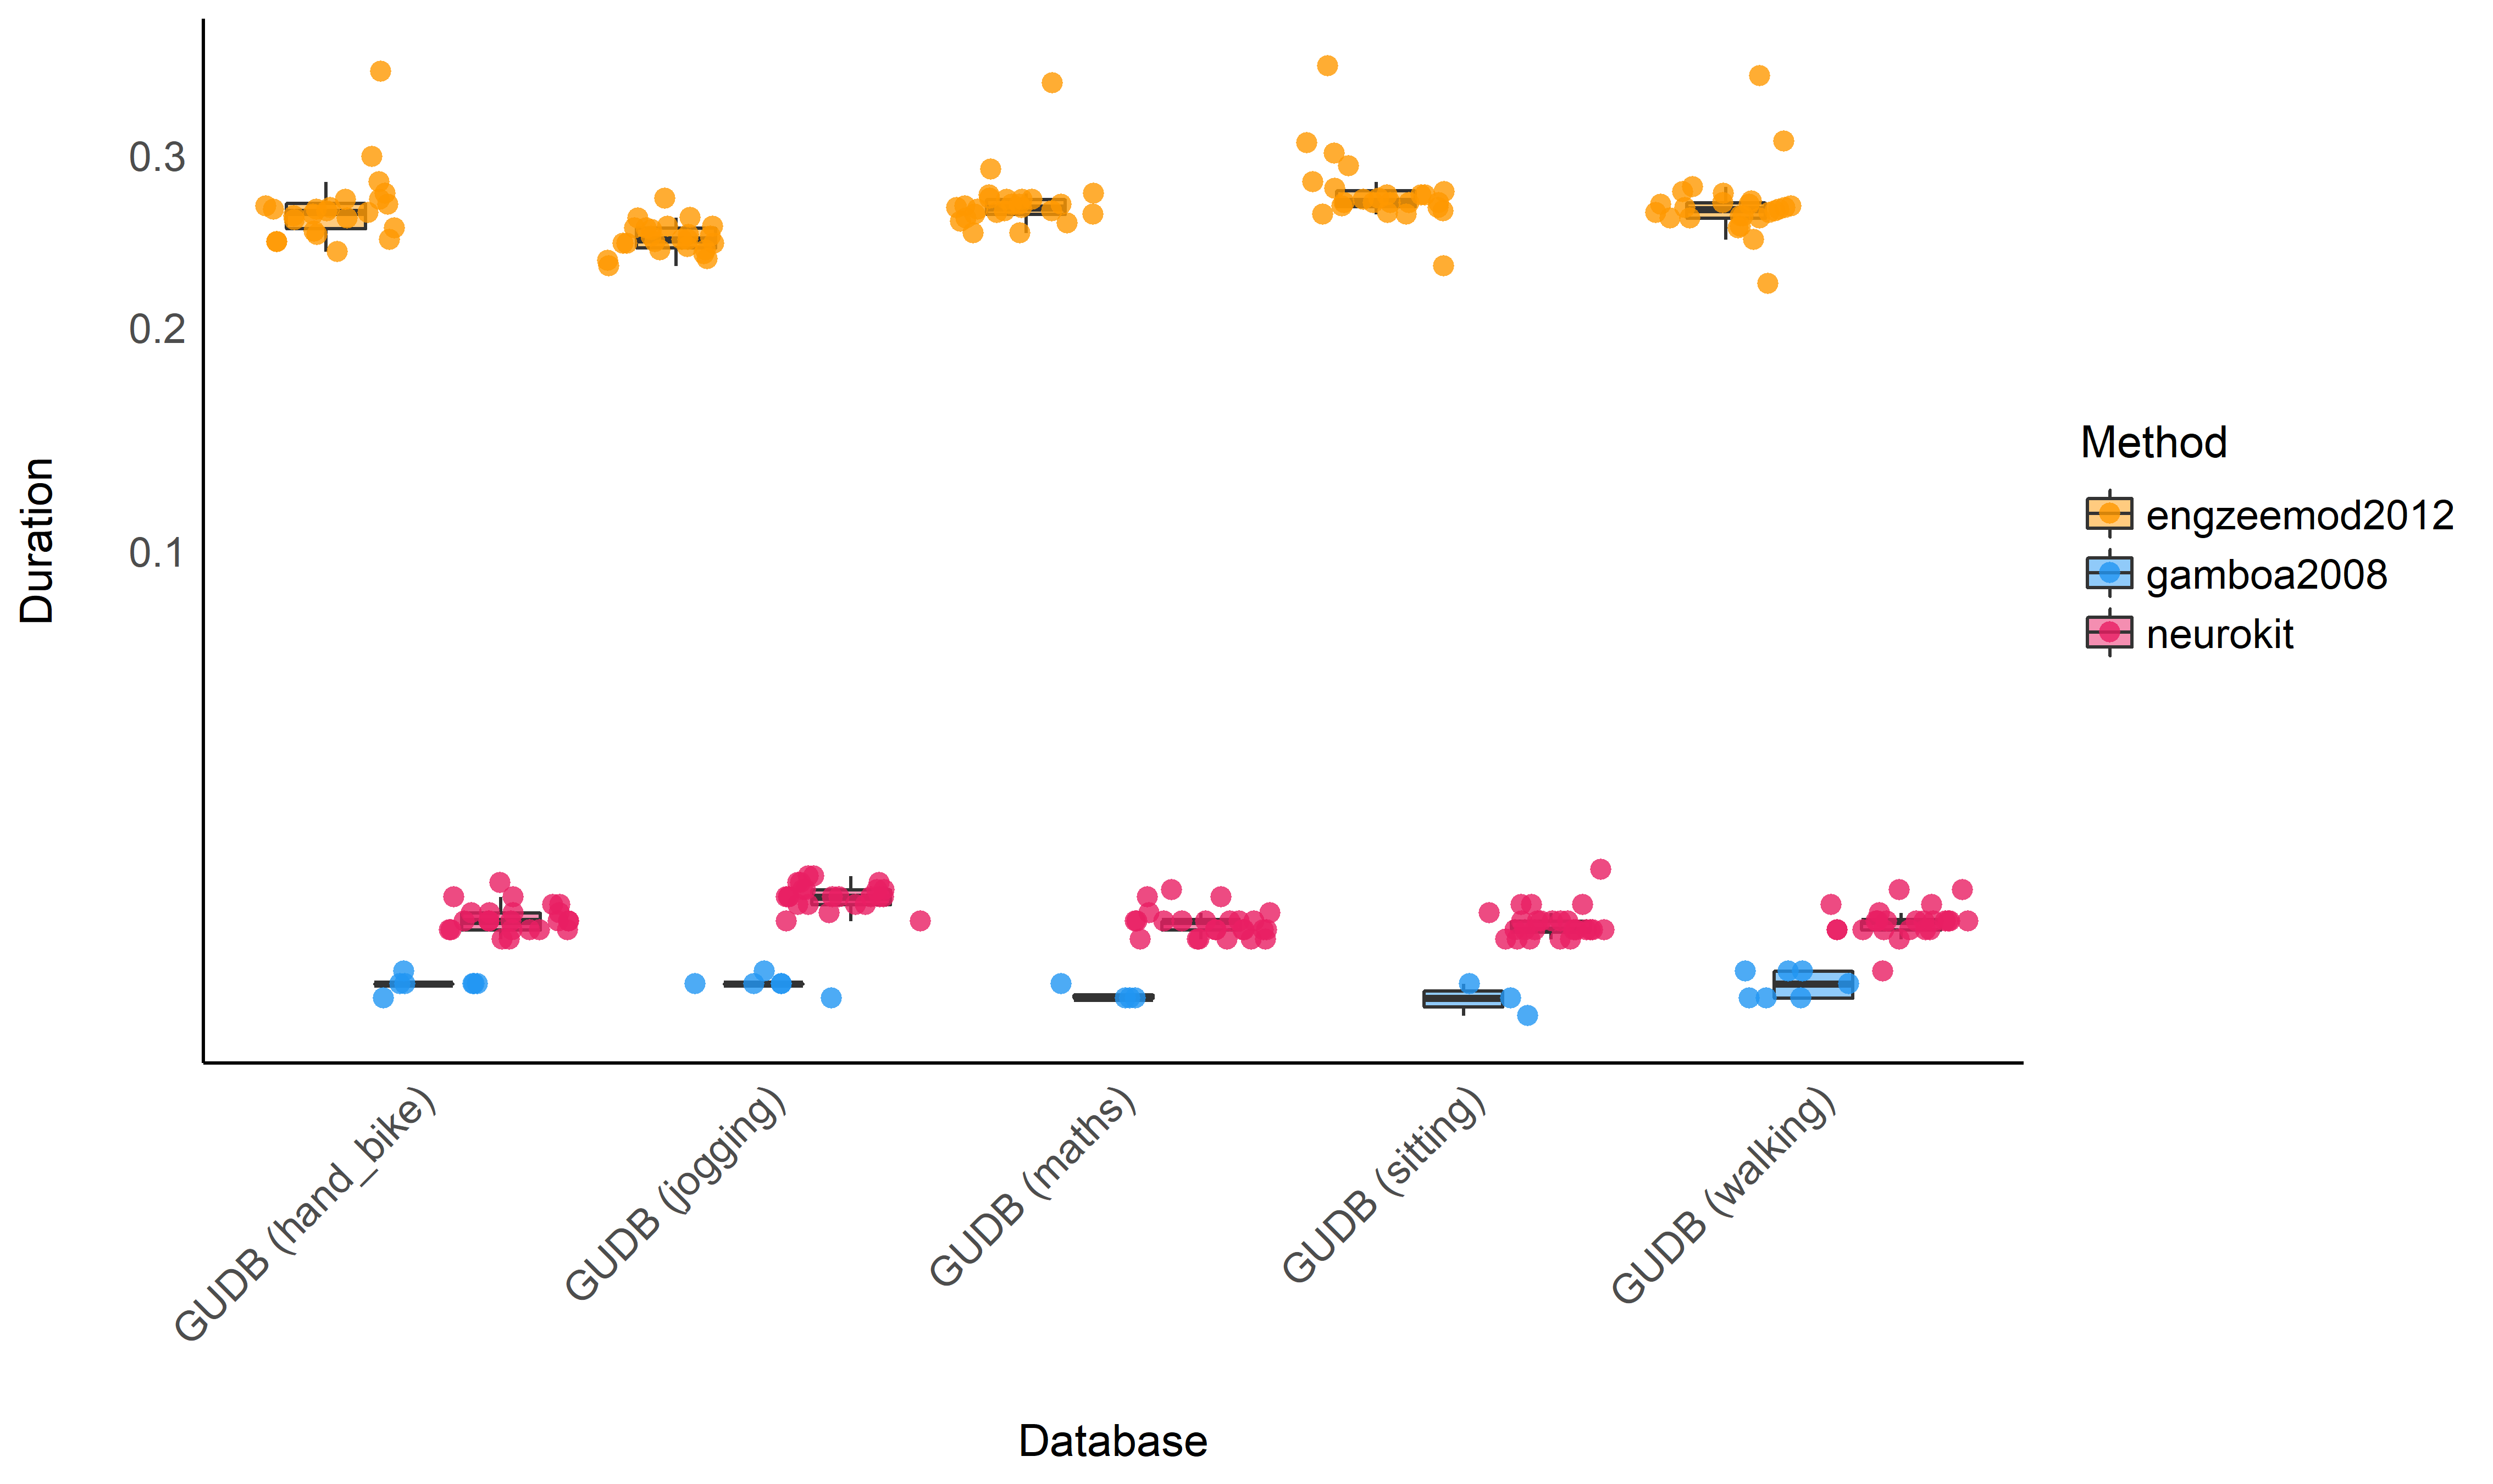 Duration
0.3
0.2
0.1
GUDB (hand_bike)
GUDB (jogging)
GUDB (maths)
GUDB (sitting)
GUDB (walking)
Database
Method
engzeemod2012
gamboa2008
neurokit